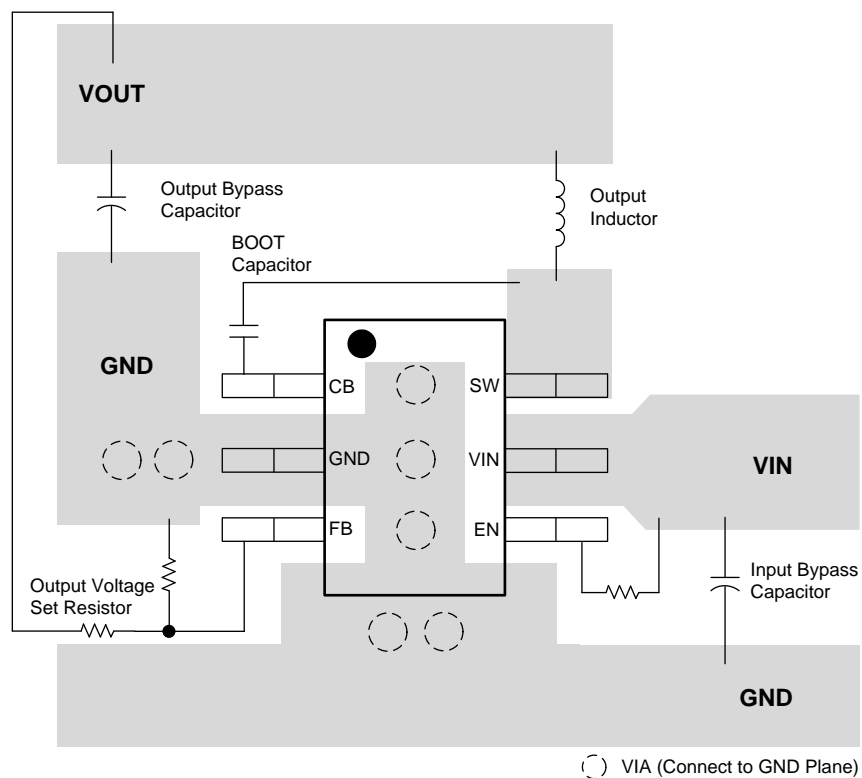 VOUT
Output Bypass
Capacitor
Output
Inductor
BOOT
Capacitor
GND
CB
SW
GND
VIN
VIN
FB
EN
Output Voltage
Set Resistor
Input Bypass
Capacitor
GND
VIA (Connect to GND Plane)